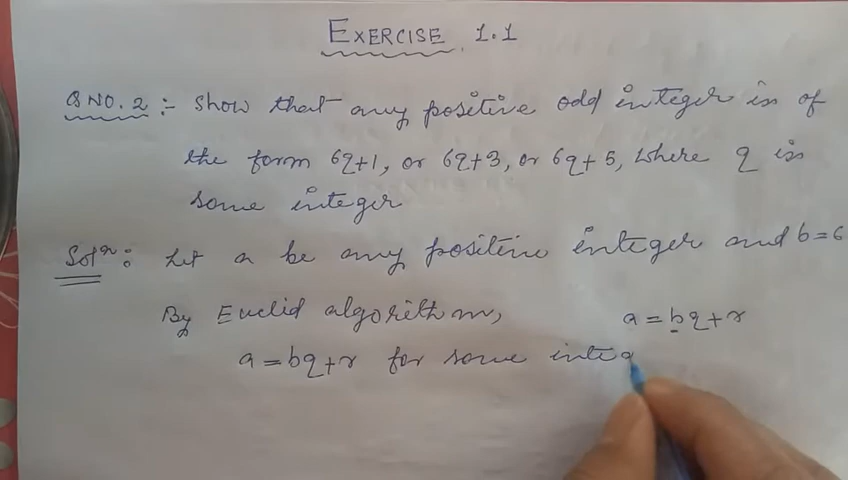 EXERCISE 1.1
Q NO. 2 :- Show that any positive odd integer is of
the form 6q+1, or 6q+3, or 6q+5, where q is
some integer
Solⁿ: Let a be any positive integer and b=6
By Euclid algorithm, a=bq+r
a=bq+r for some integ